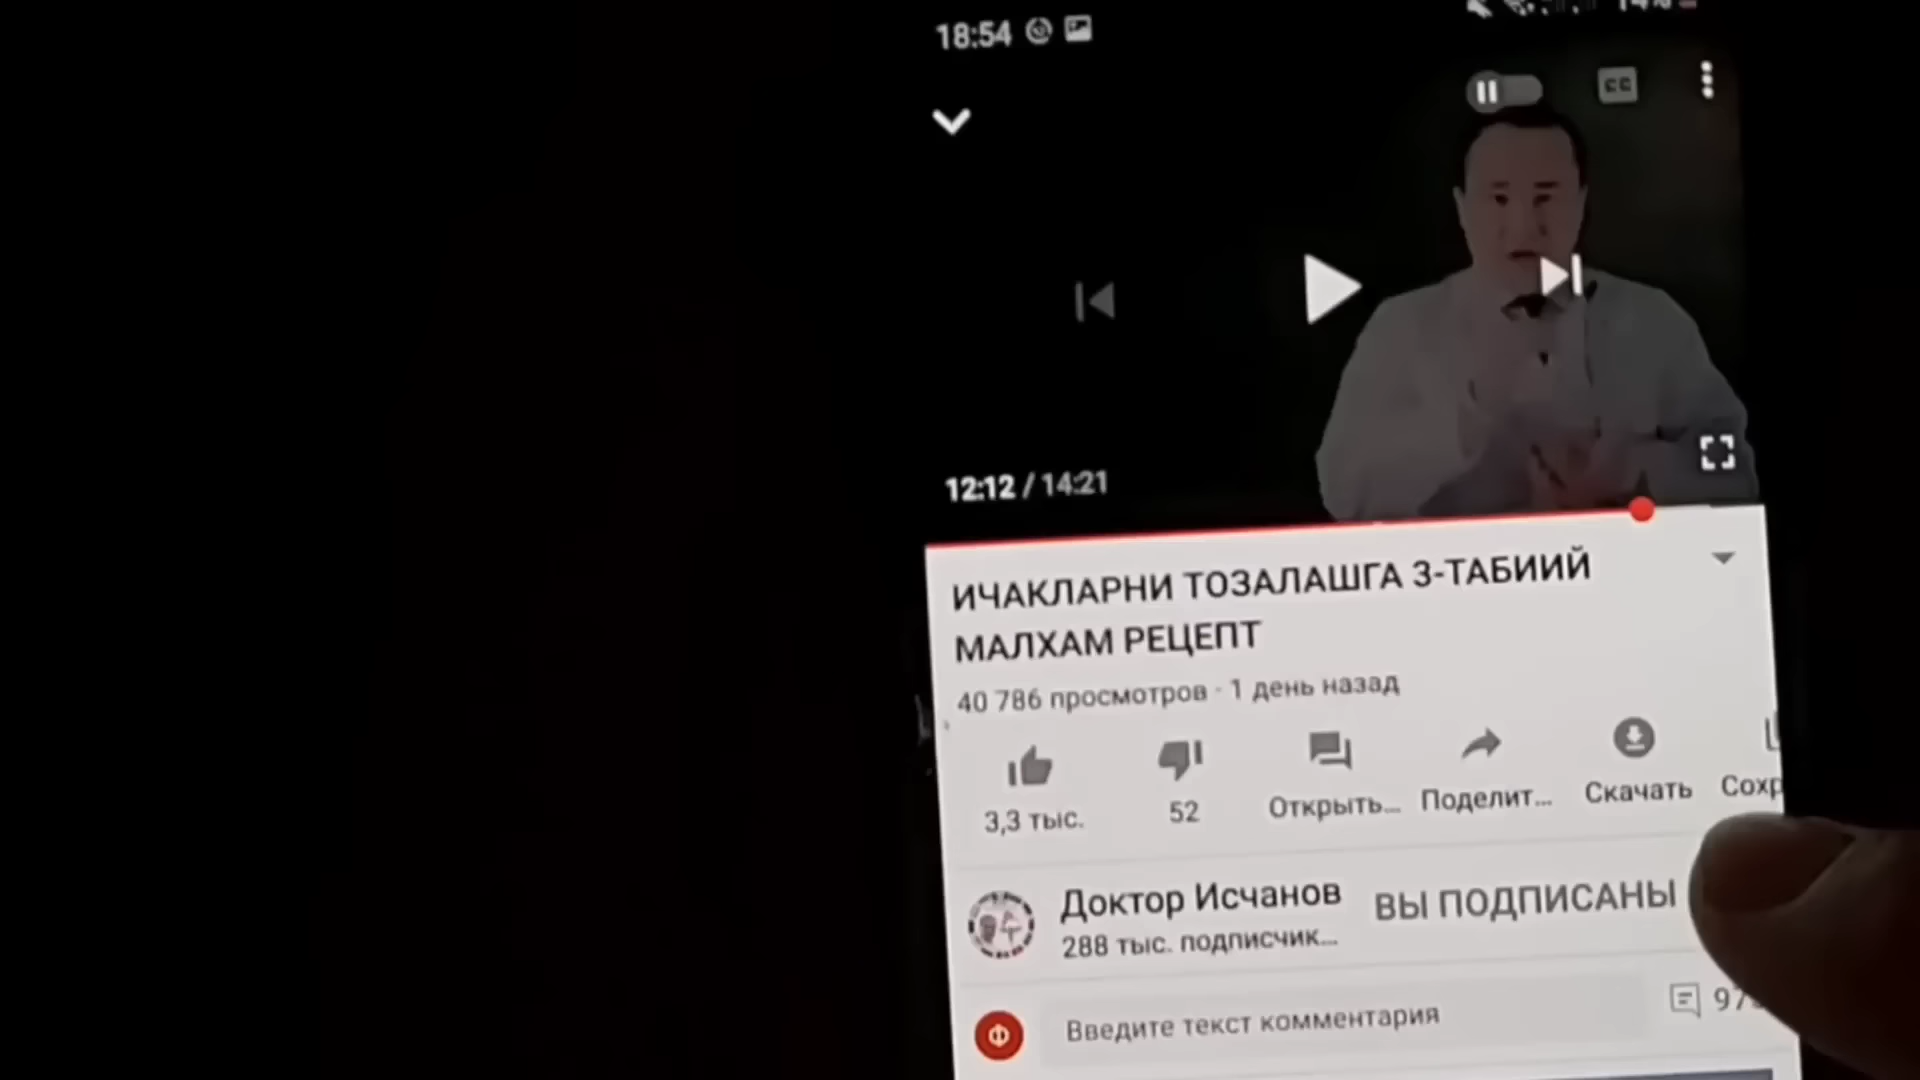 18:54
CC
12:12 / 14:21
ИЧАКЛАРНИ ТОЗАЛАШГА 3-ТАБИИЙ
МАЛХАМ РЕЦЕПТ
40 786 просмотров · 1 день назад
3,3 тыс.
52
Открыть...
Поделит...
Скачать
Сохр
Доктор Исчанов
288 тыс. подписчик...
ВЫ ПОДПИСАНЫ
Ф
Введите текст комментария